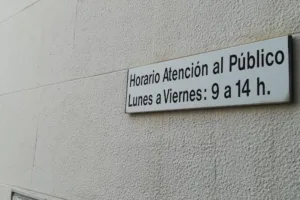 Horario Atención al Público
Lunes a Viernes: 9 a 14 h.